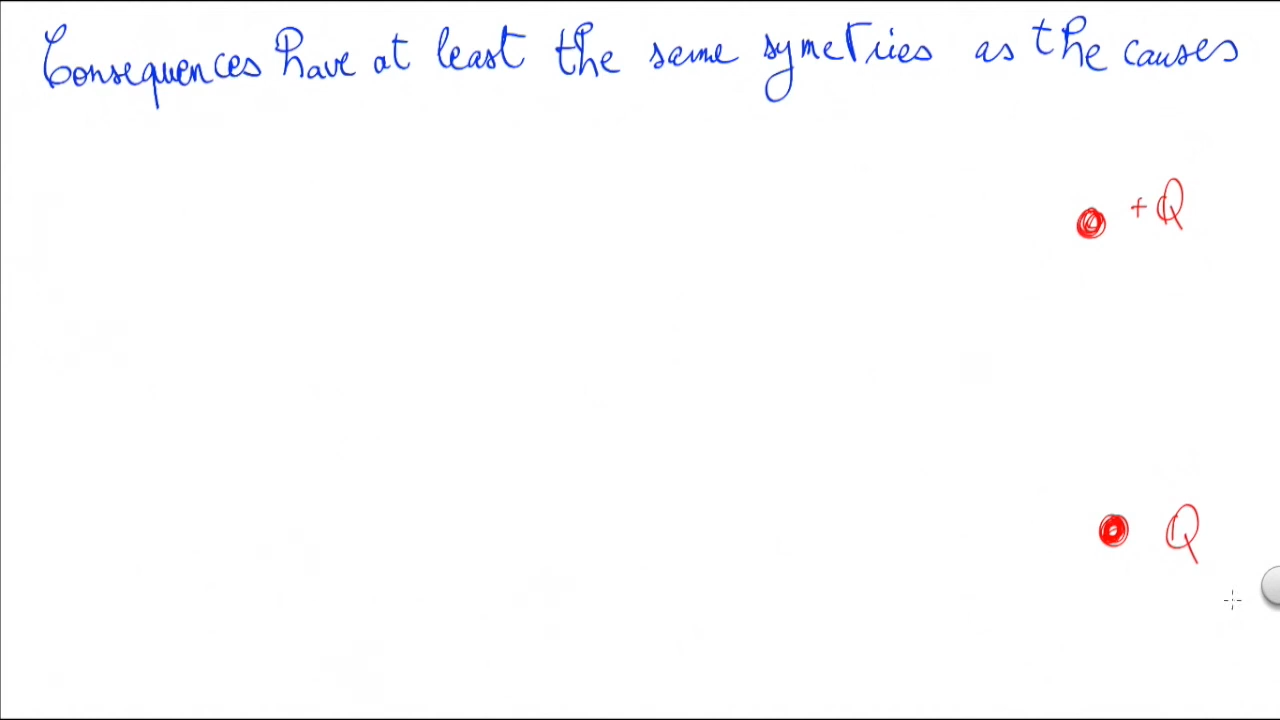 Consequences have at least the same symetries as the causes
+Q
Q